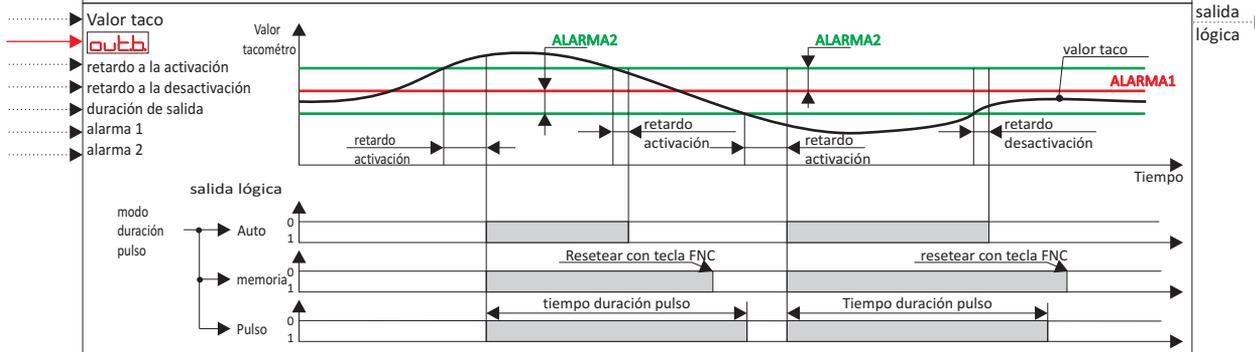 Valor taco
outb.
retardo a la activación
retardo a la desactivación
duración de salida
alarma 1
alarma 2
Valor
tacométro
ALARMA2
ALARMA2
valor taco
ALARMA1
salida
lógica
retardo
activación
retardo
activación
retardo
activación
retardo
desactivación
Tiempo
salida lógica
modo
duración
pulso
Auto
0
1
Resetear con tecla FNC
resetear con tecla FNC
memoria
0
1
tiempo duración pulso
Tiempo duración pulso
Pulso
0
1